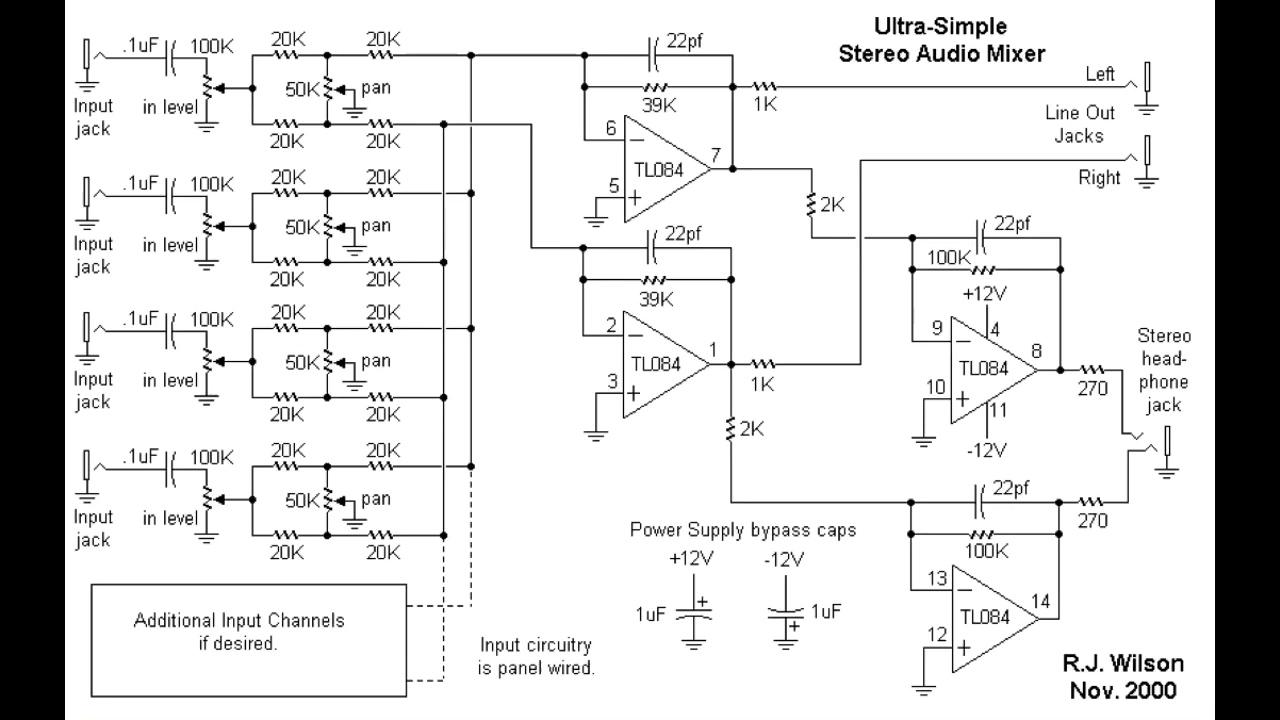 Ultra-Simple
Stereo Audio Mixer
.1uF
100K
20K
20K
50K
pan
Input
jack
in level
20K
20K
.1uF
100K
20K
20K
50K
pan
Input
jack
in level
20K
20K
.1uF
100K
20K
20K
50K
pan
Input
jack
in level
20K
20K
.1uF
100K
20K
20K
50K
pan
Input
jack
in level
20K
20K
Additional Input Channels
if desired.
Input circuitry
is panel wired.
22pf
39K
6
−
TL084
7
5
+
1K
Left
Line Out
Jacks
Right
2K
22pf
39K
2
−
TL084
1
3
+
1K
2K
22pf
100K
+12V
4
9
−
TL084
8
10
+
11
-12V
270
Stereo
head-
phone
jack
22pf
100K
13
−
TL084
14
12
+
270
Power Supply bypass caps
+12V
-12V
1uF
+
1uF
+
R.J. Wilson
Nov. 2000